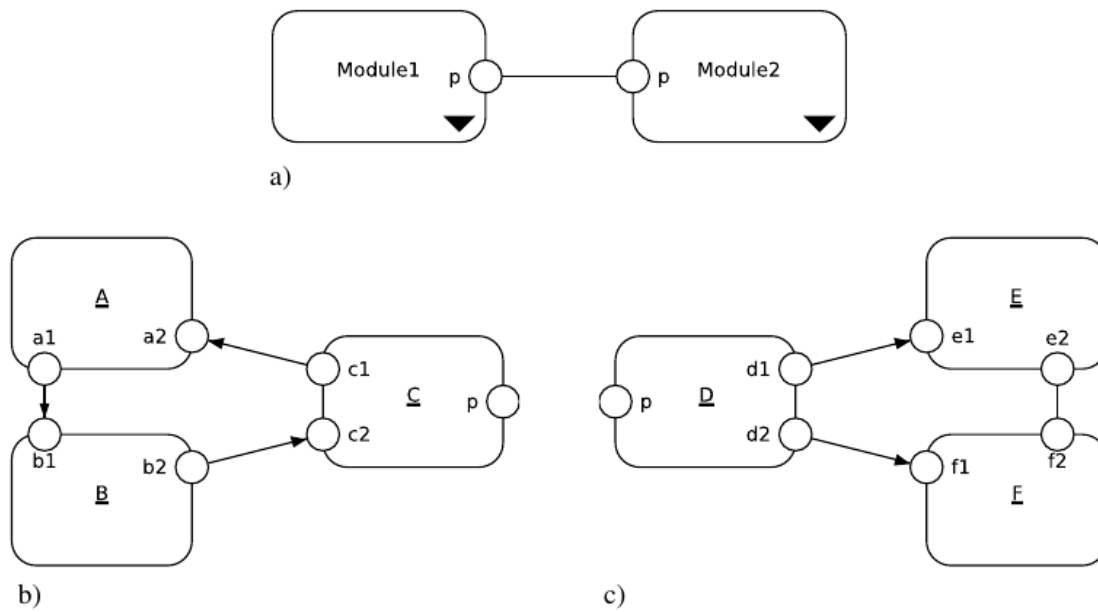 Module1 p p Module2
a)
A
a1 a2
b1 b2
B
c1
c2
C
p
b)
p
D
d1
d2
E
e1 e2
f1 f2
F
c)